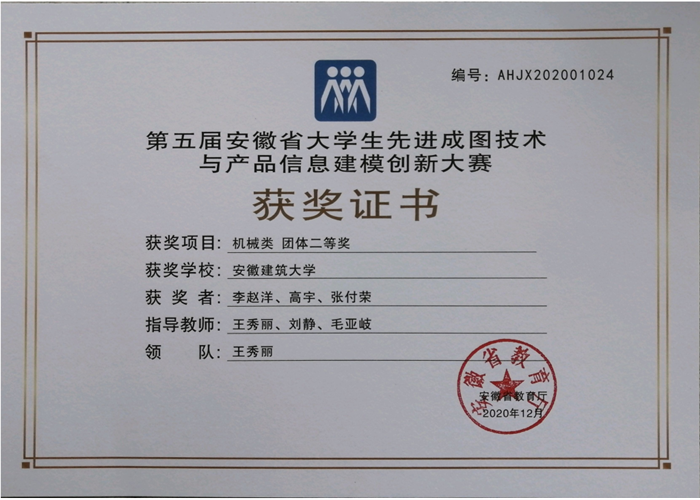 编号：AHJX202001024
第五届安徽省大学生先进成图技术
与产品信息建模创新大赛
获奖证书
获奖项目：机械类 团体二等奖
获奖学校：安徽建筑大学
获 奖 者：李赵洋、高宇、张付荣
指导教师：王秀丽、刘静、毛亚岐
领 队：王秀丽
安徽省教育厅
安徽省教育厅
2020年12月